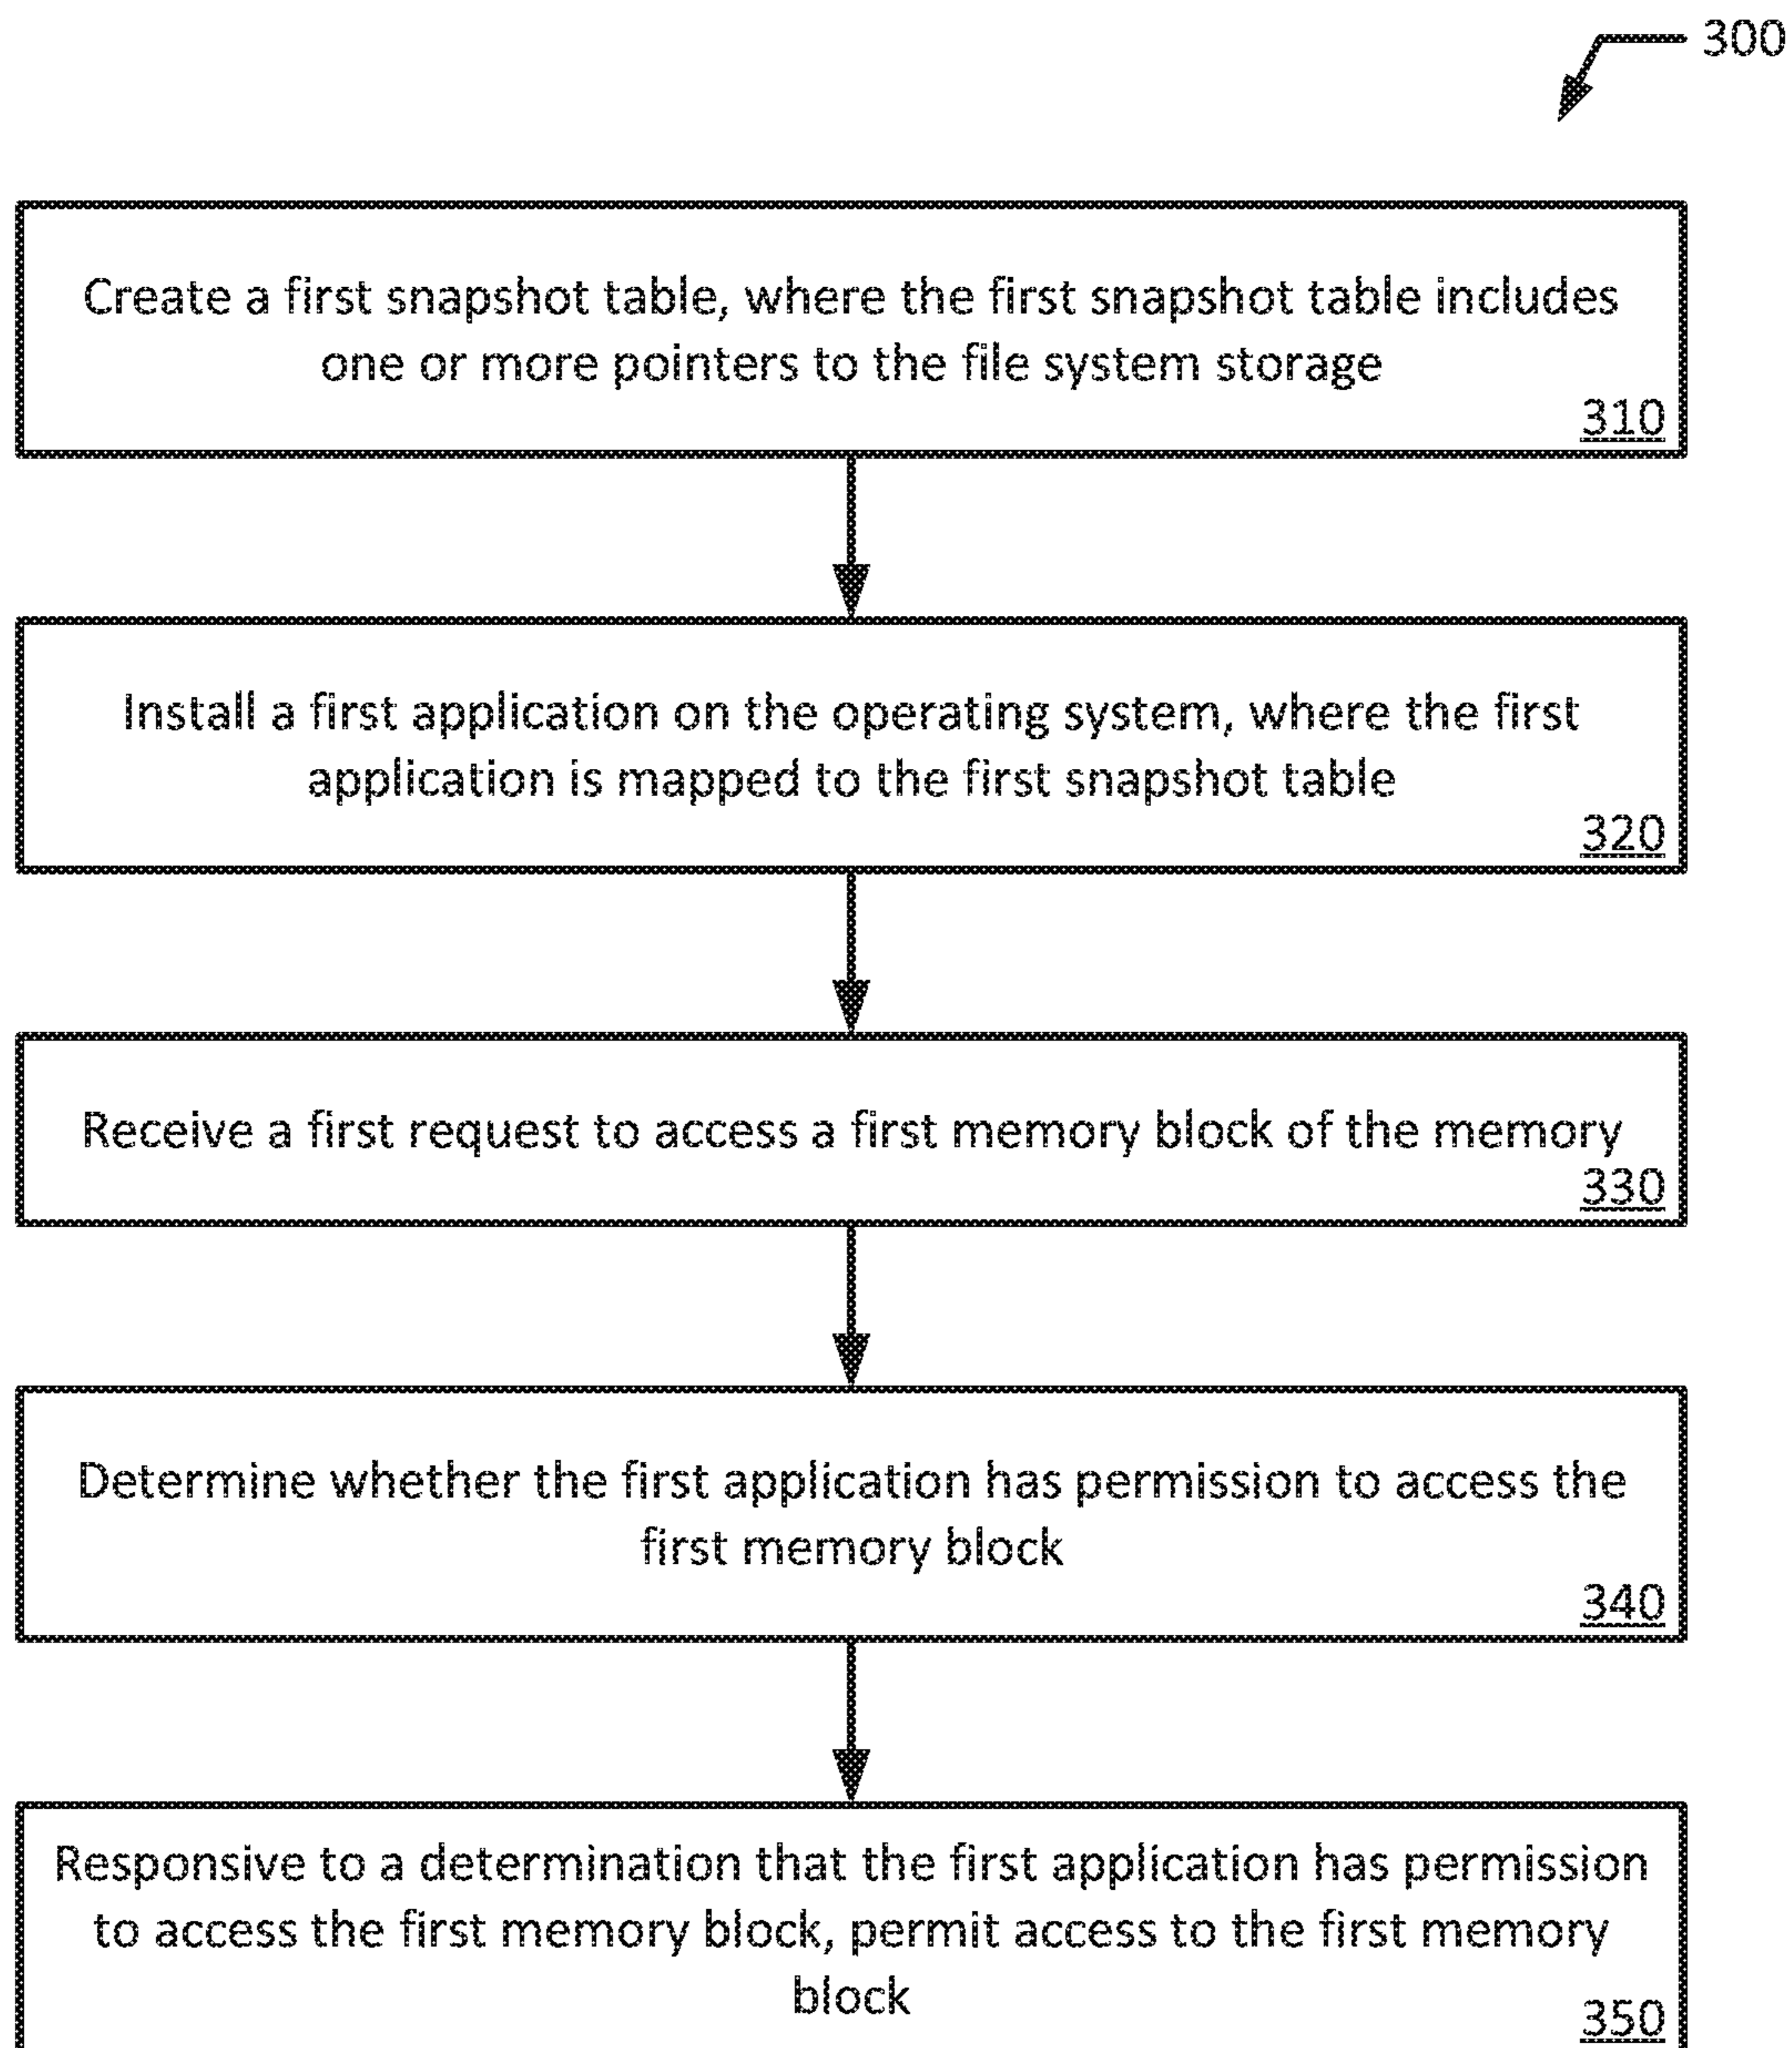 300
Create a first snapshot table, where the first snapshot table includes
one or more pointers to the file system storage
310
Install a first application on the operating system, where the first
application is mapped to the first snapshot table
320
Receive a first request to access a first memory block of the memory
330
Determine whether the first application has permission to access the
first memory block
340
Responsive to a determination that the first application has permission
to access the first memory block, permit access to the first memory
block
350